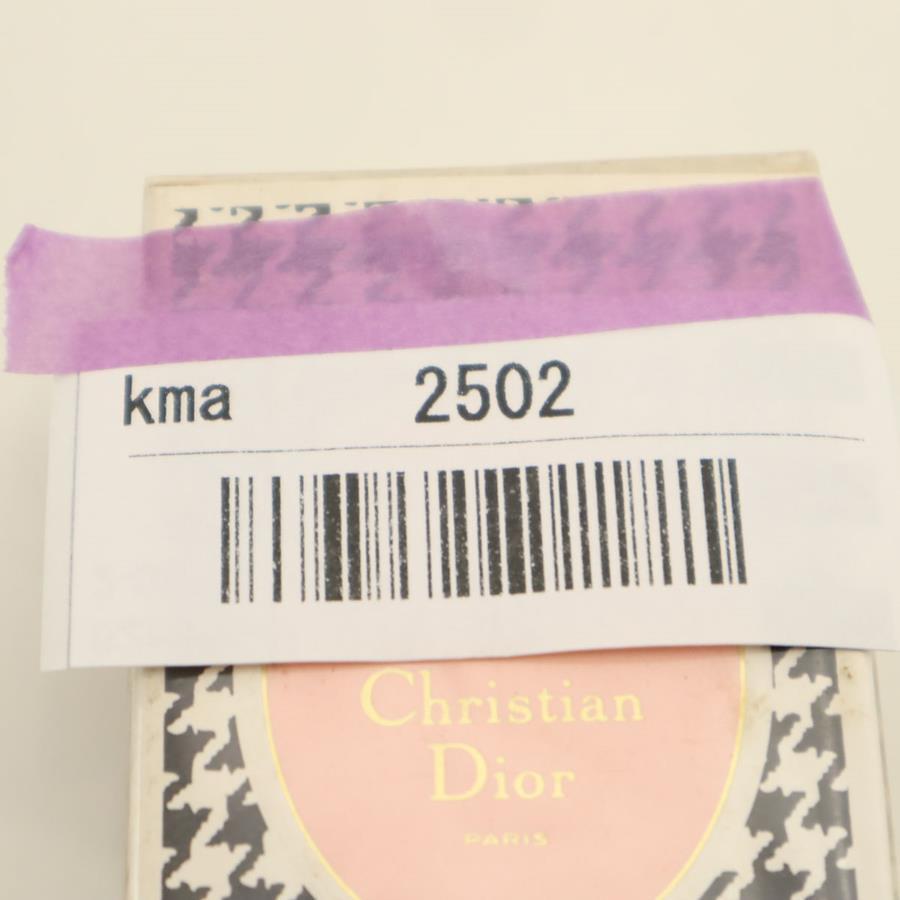 kma 2502
Christian
Dior
PARIS